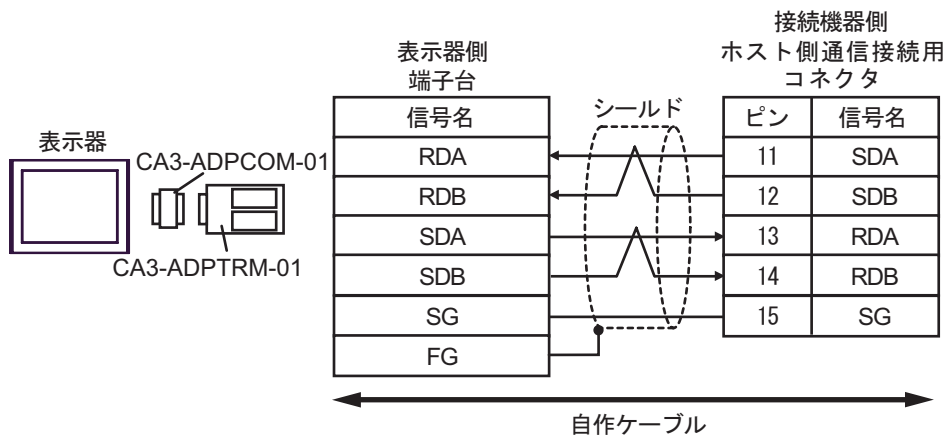 表示器
CA3-ADPCOM-01
CA3-ADPTRM-01
表示器側
端子台
信号名
RDA
RDB
SDA
SDB
SG
FG
シールド
接続機器側
ホスト側通信接続用
コネクタ
ピン 信号名
11 SDA
12 SDB
13 RDA
14 RDB
15 SG
自作ケーブル